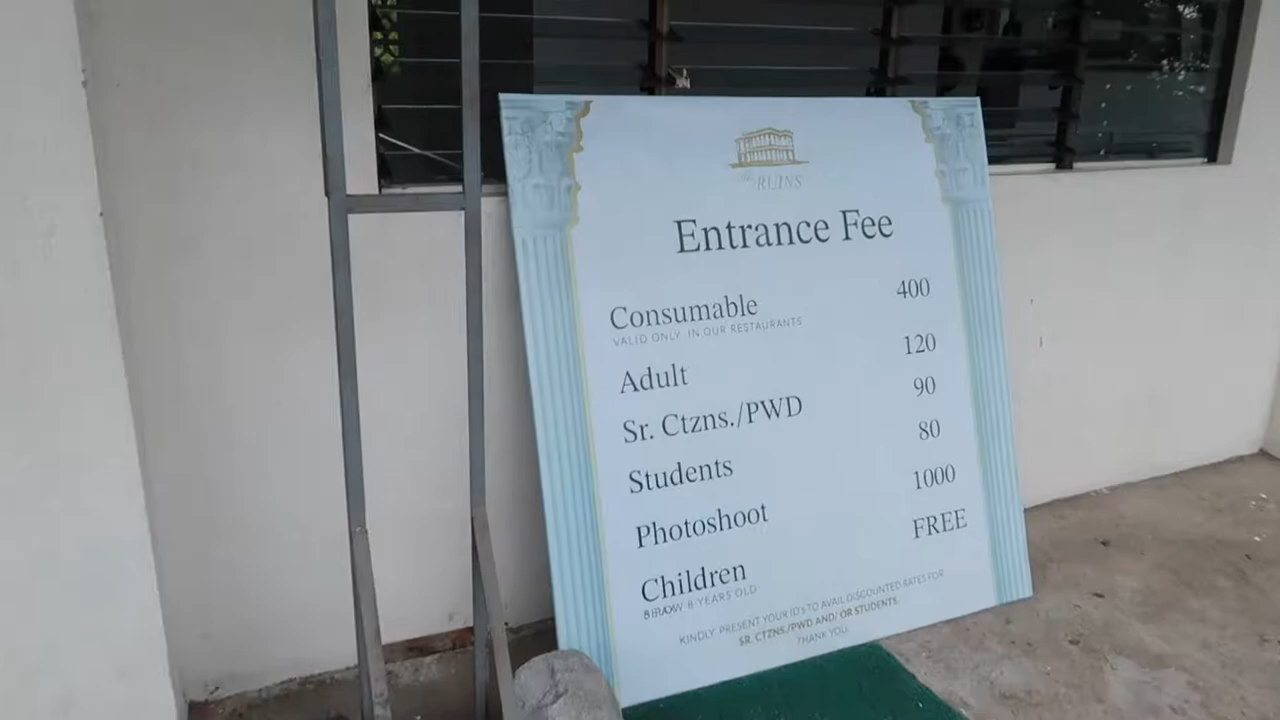 The RUINS
Entrance Fee
Consumable 400
VALID ONLY IN OUR RESTAURANTS
Adult 120
Sr. Ctzns./PWD 90
Students 80
Photoshoot 1000
Children FREE
8 YEARS OLD
KINDLY PRESENT YOUR ID's TO AVAIL DISCOUNTED RATES FOR
SR. CTZNS./PWD AND/ OR STUDENTS.
THANK YOU.